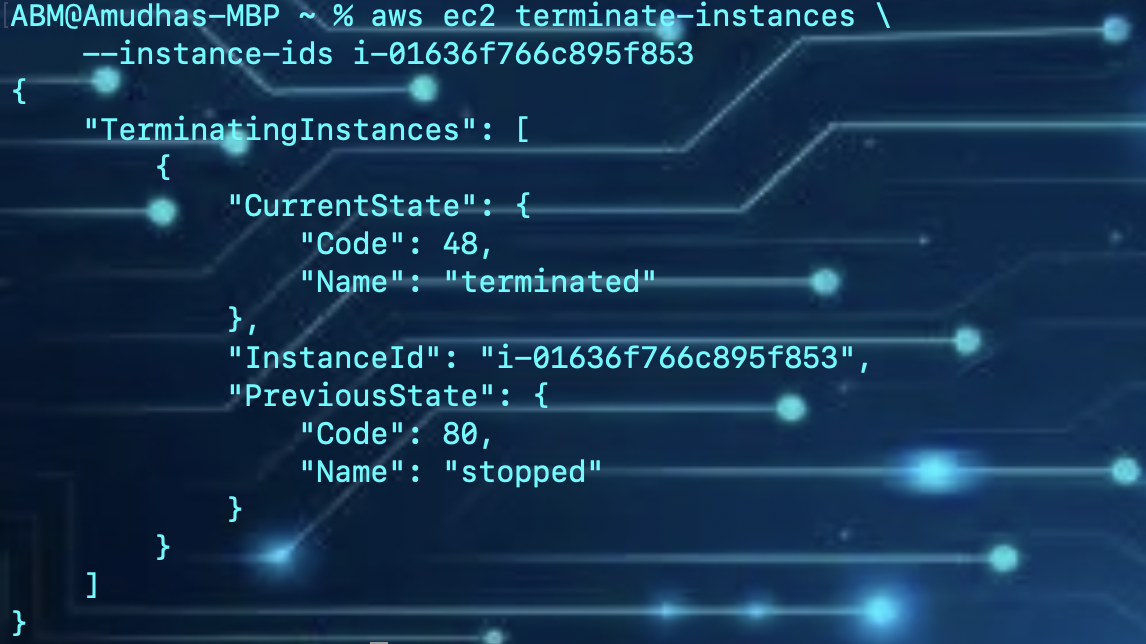 ABM@Amudhas-MBP ~ % aws ec2 terminate-instances \
    --instance-ids i-01636f766c895f853
{
    "TerminatingInstances": [
        {
            "CurrentState": {
                "Code": 48,
                "Name": "terminated"
            },
            "InstanceId": "i-01636f766c895f853",
            "PreviousState": {
                "Code": 80,
                "Name": "stopped"
            }
        }
    ]
}